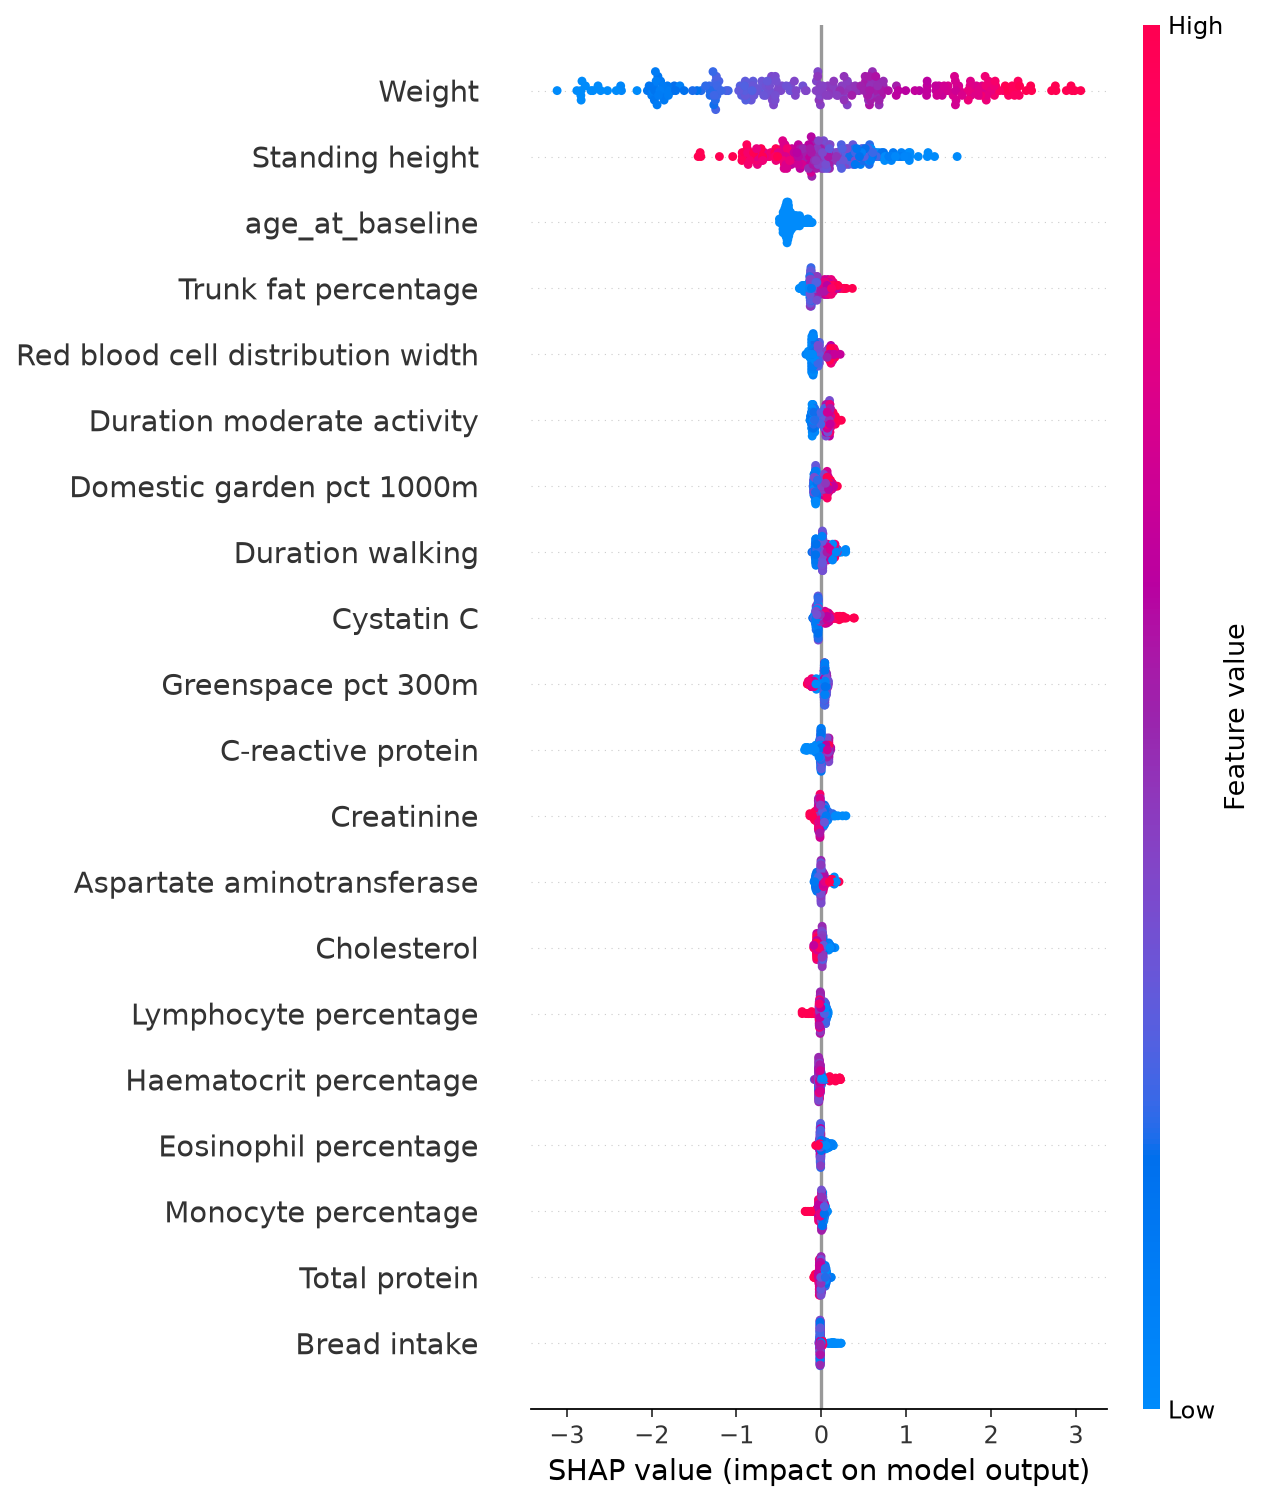 High
Weight
Standing height
age_at_baseline
Trunk fat percentage
Red blood cell distribution width
Duration moderate activity
Domestic garden pct 1000m
Duration walking
Cystatin C
Greenspace pct 300m
C-reactive protein
Creatinine
Aspartate aminotransferase
Cholesterol
Lymphocyte percentage
Haematocrit percentage
Eosinophil percentage
Monocyte percentage
Total protein
Bread intake
Feature value
Low
−3 −2 −1 0 1 2 3
SHAP value (impact on model output)